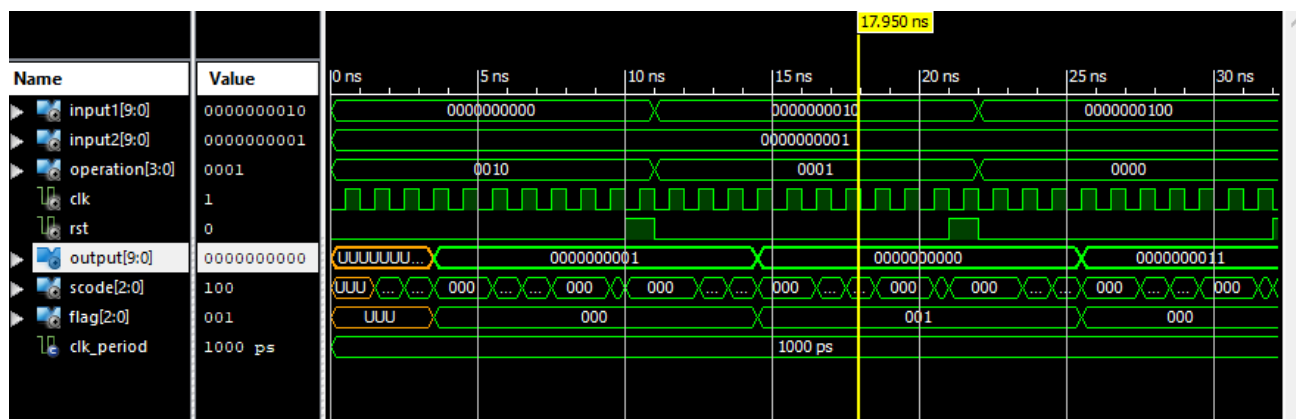 17.950 ns
Name Value 0 ns 5 ns 10 ns 15 ns 20 ns 25 ns 30 ns
input1[9:0] 0000000010 0000000000 0000000010 0000000100
input2[9:0] 0000000001 0000000001
operation[3:0] 0001 0010 0001 0000
clk 1
rst 0
output[9:0] 0000000000 UUUUUUU... 0000000001 0000000000 0000000011
scode[2:0] 100 UUU ... ... 000 ... ... 000 000 ... ... 000 ... ... 000 000 ... ... 000 ... ... 000
flag[2:0] 001 UUU 000 001 000
clk_period 1000 ps 1000 ps